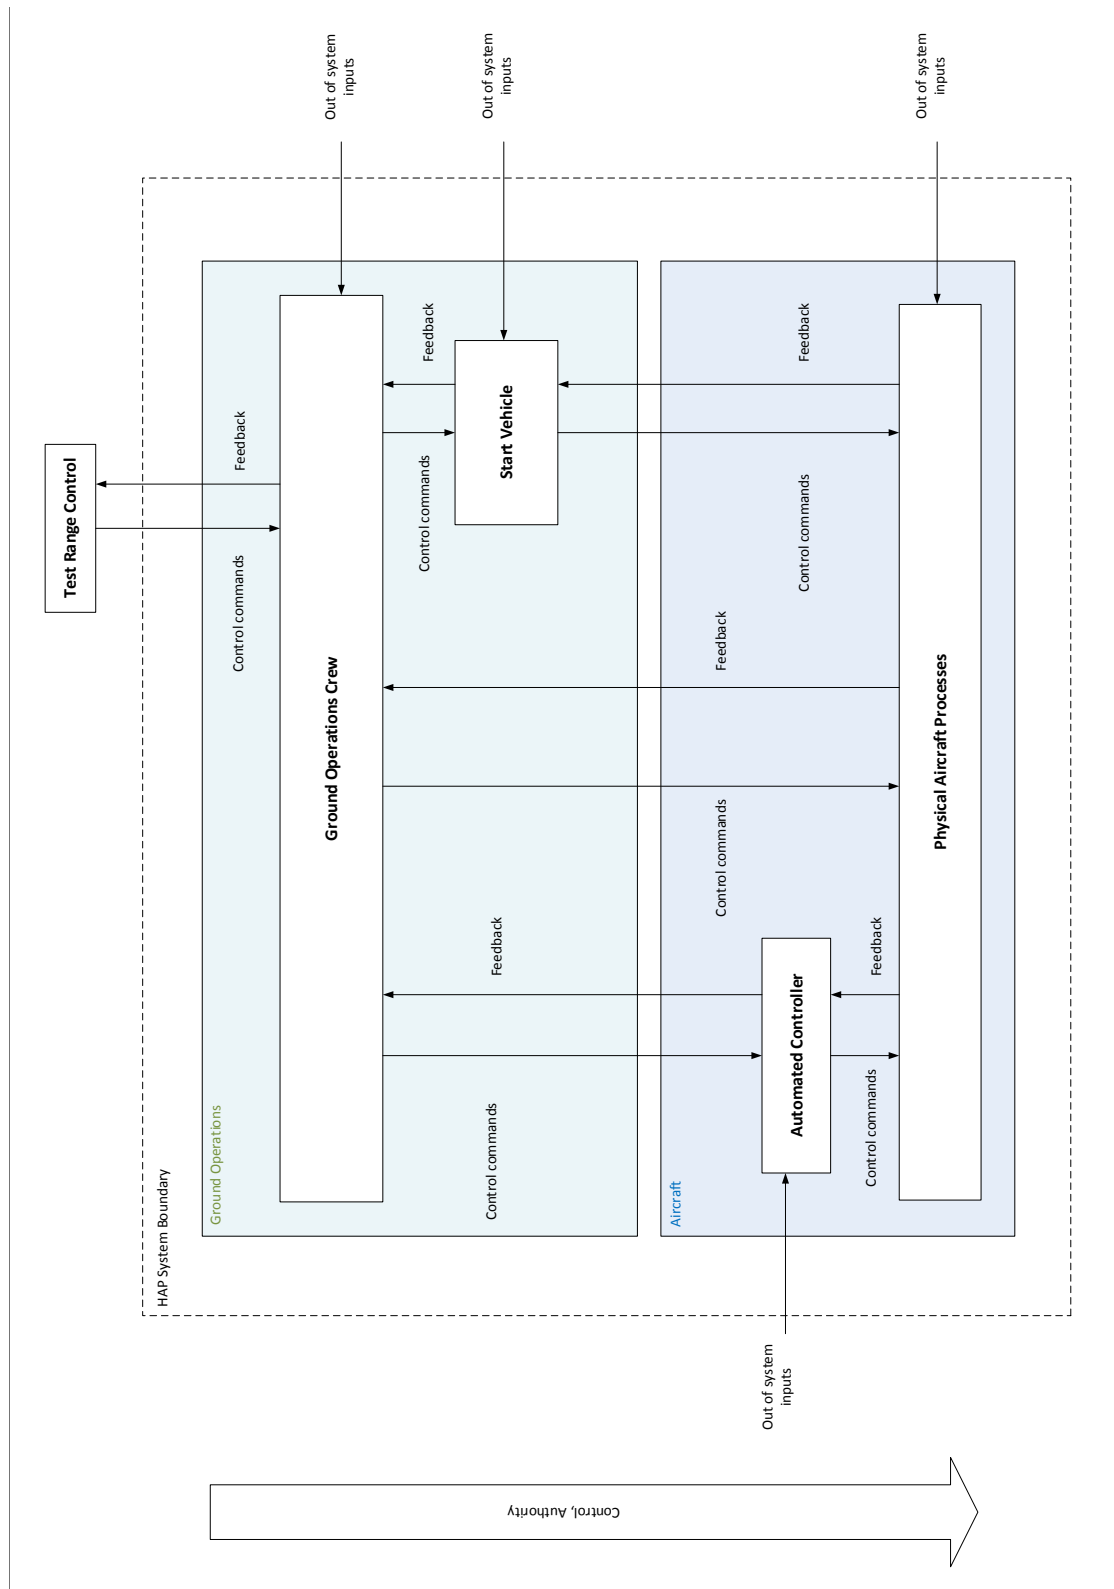 Test Range Control
Control commands
Feedback
HAP System Boundary
Ground Operations
Ground Operations Crew
Out of system
inputs
Control commands
Feedback
Start Vehicle
Out of system
inputs
Control commands
Feedback
Control commands
Feedback
Control commands
Feedback
Aircraft
Automated Controller
Out of system
inputs
Control commands
Feedback
Physical Aircraft Processes
Out of system
inputs
Control, Authority